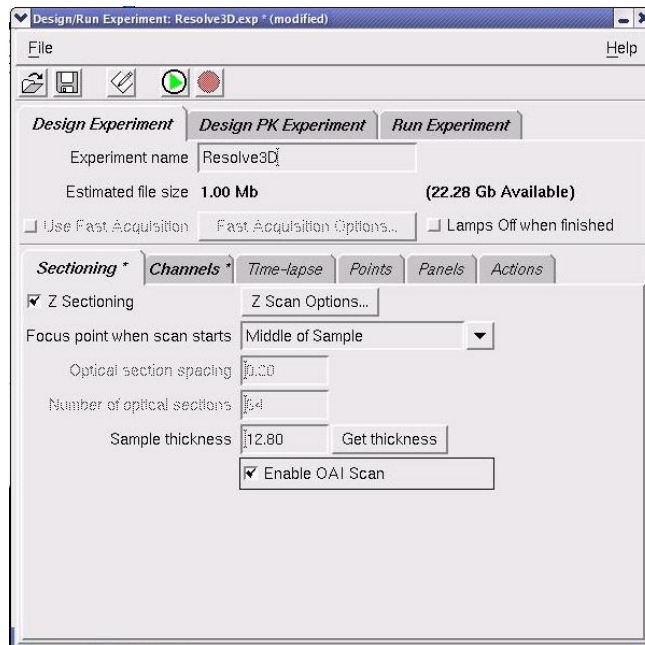 Design/Run Experiment: Resolve3D.exp * (modified)
File Help
Design Experiment Design PK Experiment Run Experiment
Experiment name Resolve3D
Estimated file size 1.00 Mb (22.28 Gb Available)
Use Fast Acquisition Fast Acquisition Options... Lamps Off when finished
Sectioning * Channels * Time-lapse Points Panels Actions
Z Sectioning Z Scan Options...
Focus point when scan starts Middle of Sample
Optical section spacing 0.20
Number of optical sections 64
Sample thickness 12.80 Get thickness
Enable OAI Scan